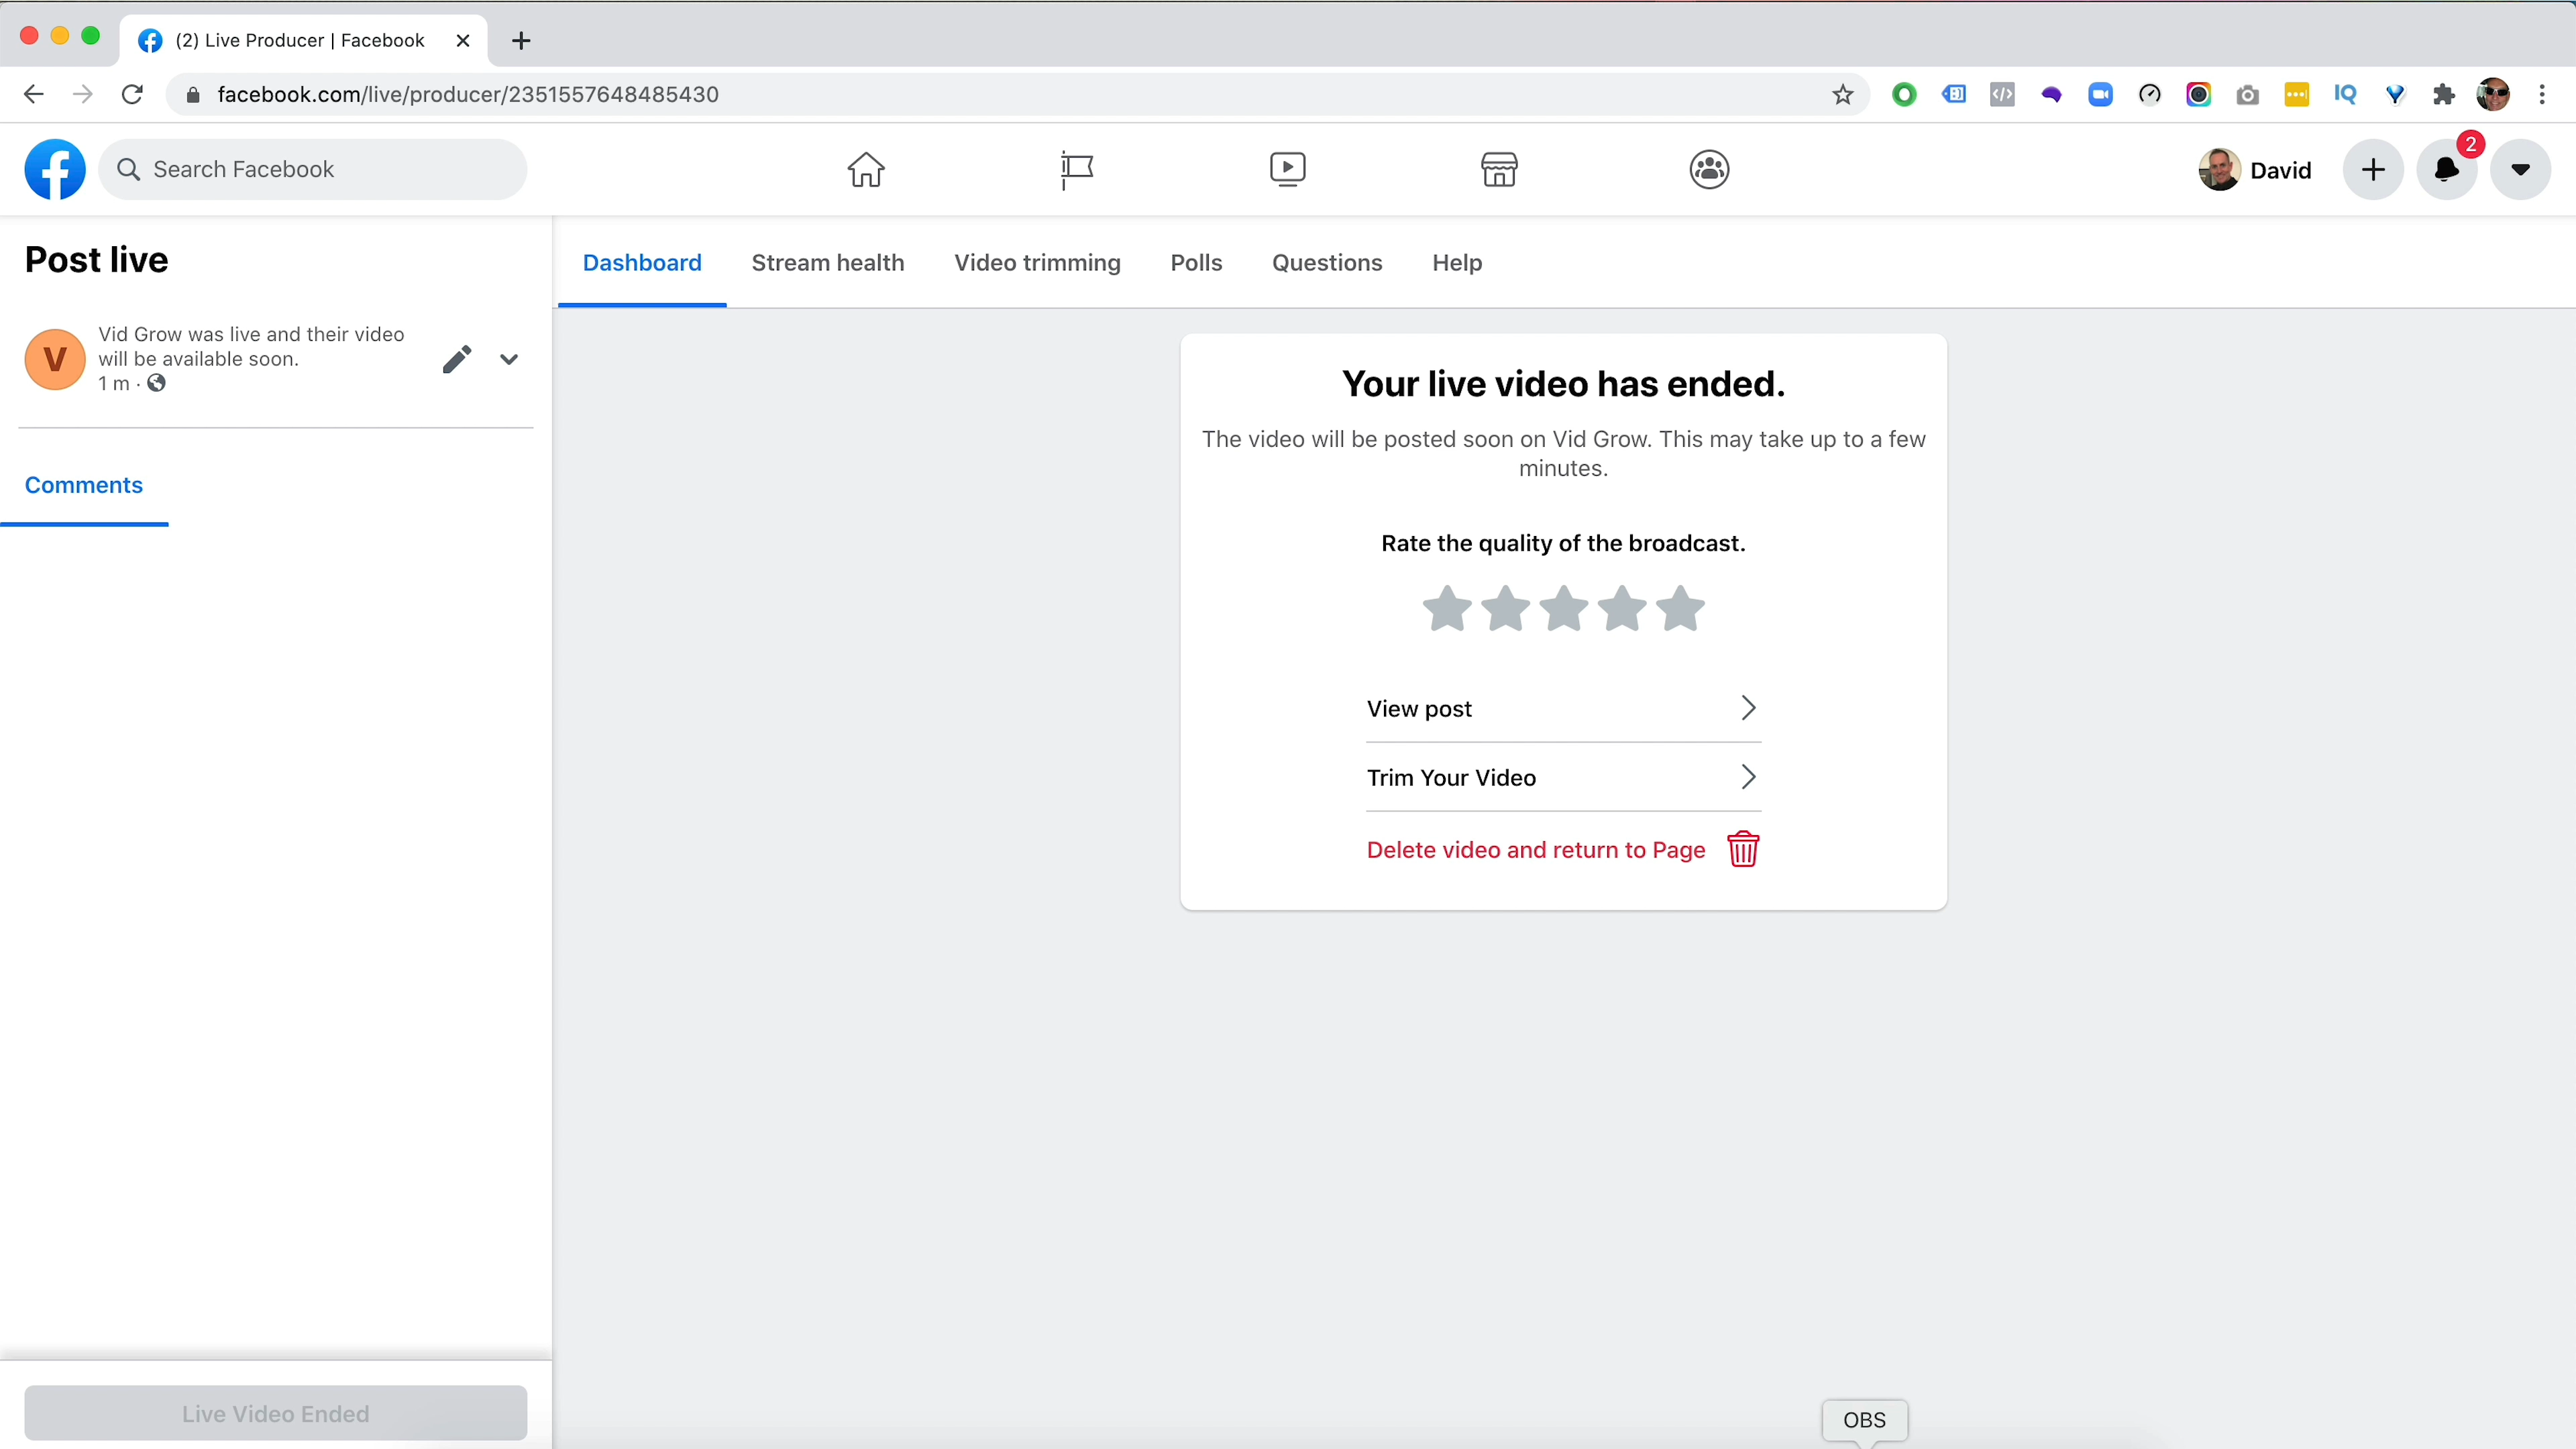 (2) Live Producer | Facebook
facebook.com/live/producer/2351557648485430
IQ
Search Facebook
David
2
Post live
Dashboard
Stream health
Video trimming
Polls
Questions
Help
V
Vid Grow was live and their video
will be available soon.
1 m ·
Comments
Your live video has ended.
The video will be posted soon on Vid Grow. This may take up to a few
minutes.
Rate the quality of the broadcast.
View post
Trim Your Video
Delete video and return to Page
Live Video Ended
OBS